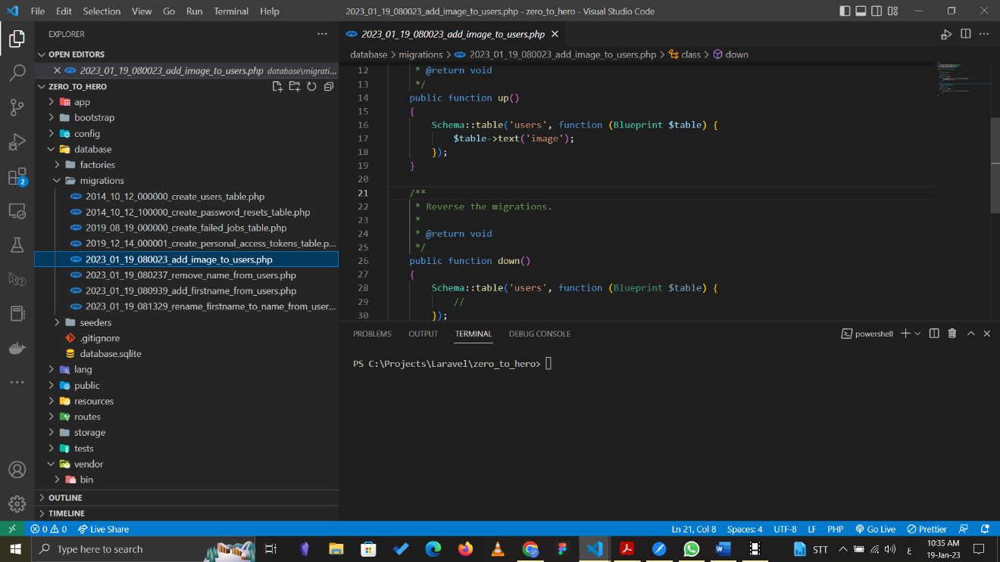 File Edit Selection View Go Run Terminal Help
2023_01_19_080023_add_image_to_users.php - zero_to_hero - Visual Studio Code
EXPLORER
OPEN EDITORS
2023_01_19_080023_add_image_to_users.php database\migrati...
ZERO_TO_HERO
app
bootstrap
config
database
factories
migrations
2014_10_12_000000_create_users_table.php
2014_10_12_100000_create_password_resets_table.php
2019_08_19_000000_create_failed_jobs_table.php
2019_12_14_000001_create_personal_access_tokens_table.p...
2023_01_19_080023_add_image_to_users.php
2023_01_19_080237_remove_name_from_users.php
2023_01_19_080939_add_firstname_from_users.php
2023_01_19_081329_rename_firstname_to_name_from_user...
seeders
.gitignore
database.sqlite
lang
public
resources
routes
storage
tests
vendor
bin
OUTLINE
TIMELINE
2
2023_01_19_080023_add_image_to_users.php
database > migrations > 2023_01_19_080023_add_image_to_users.php > class > down
12 * @return void
13 */
14 public function up()
15 {
16 Schema::table('users', function (Blueprint $table) {
17 $table->text('image');
18 });
19 }
20
21 /**
22 * Reverse the migrations.
23 *
24 * @return void
25 */
26 public function down()
27 {
28 Schema::table('users', function (Blueprint $table) {
29 //
30 });
PROBLEMS OUTPUT TERMINAL DEBUG CONSOLE
powershell
PS C:\Projects\Laravel\zero_to_hero>
0 0 Live Share
Ln 21, Col 8 Spaces: 4 UTF-8 LF PHP Go Live Prettier
Type here to search
STT
ع
10:35 AM
19-Jan-23